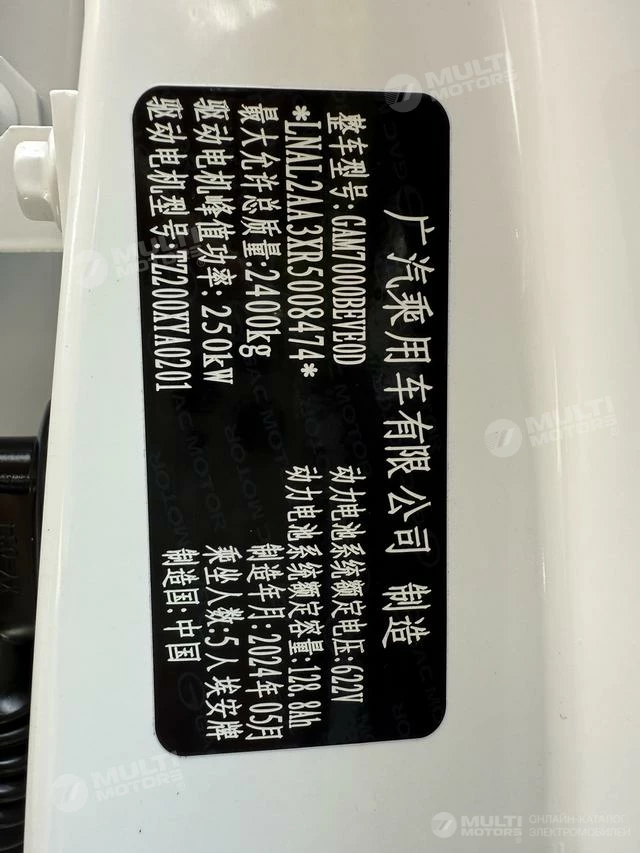 广汽乘用车有限公司 制造
整车型号: GAM7000BEVE0D
动力电池系统额定电压: 622V
*LNAL2AA3XR5008474*
动力电池系统额定容量: 128.8Ah
最大允许总质量: 2400kg
制造年月: 2024年05月
驱动电机峰值功率: 250kW
乘坐人数: 5人 埃安牌
驱动电机型号: TZ200XYA0201
制造国: 中国
MULTI MOTORS
MULTI MOTORS
MULTI MOTORS
MULTI MOTORS
ОНЛАЙН-КАТАЛОГ
ЭЛЕКТРОМОБИЛЕЙ